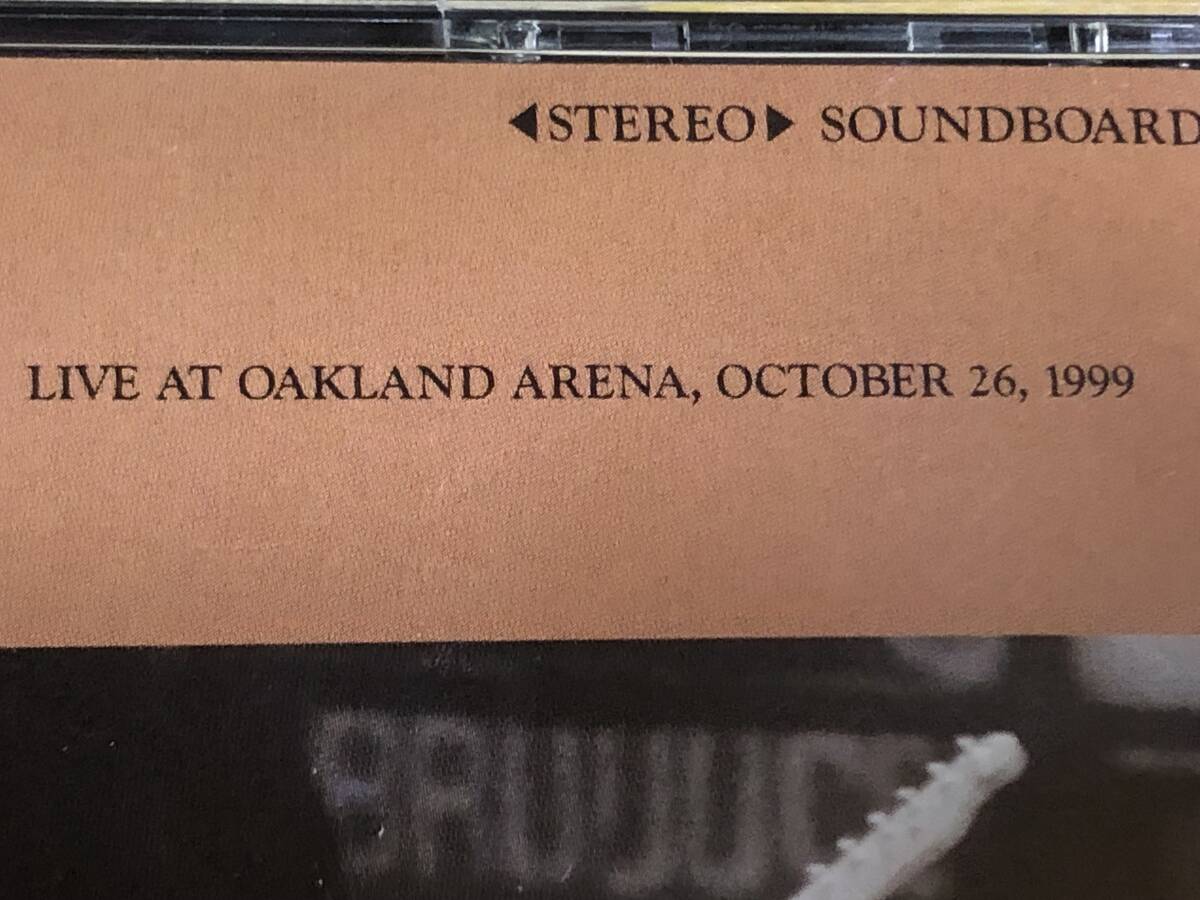 ◀STEREO▶ SOUNDBOARD
LIVE AT OAKLAND ARENA, OCTOBER 26, 1999